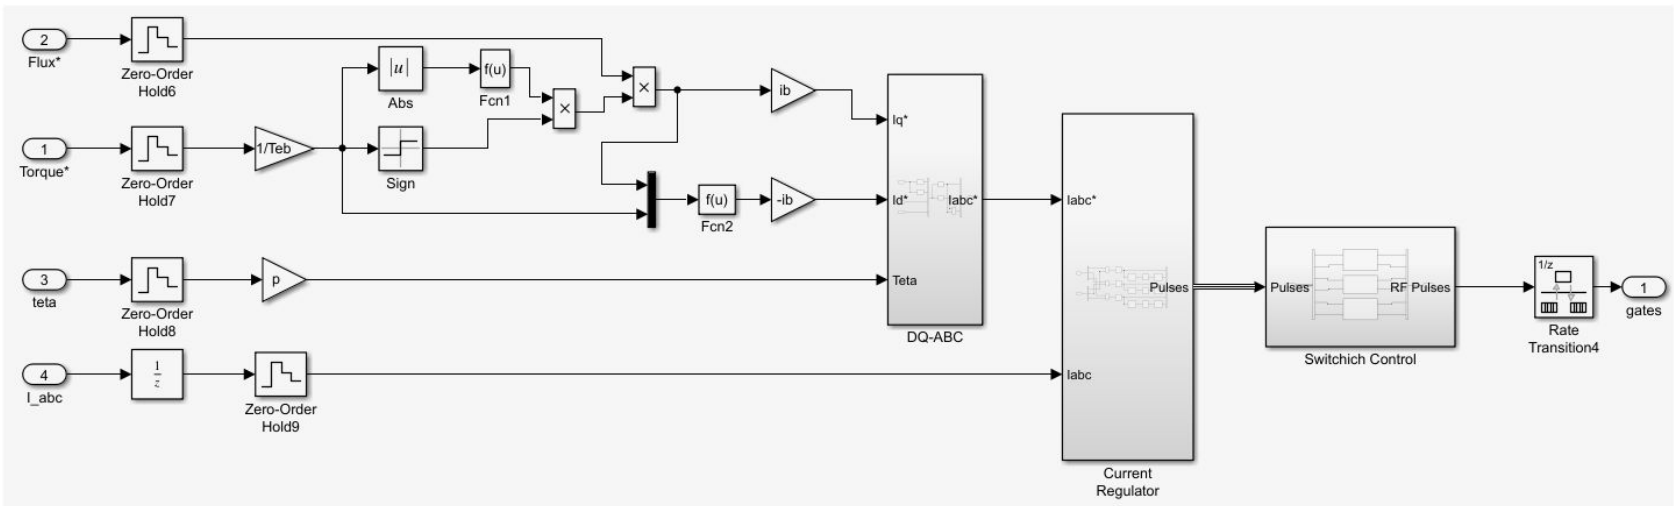 2
Flux*
Zero-Order
Hold6
|u|
Abs
f(u)
Fcn1
×
×
ib
1
Torque*
Zero-Order
Hold7
1/Teb
Sign
f(u)
Fcn2
-ib
Iq*
Id*
Iabc*
Teta
DQ-ABC
3
teta
Zero-Order
Hold8
p
4
I_abc
1
z
Zero-Order
Hold9
Iabc*
Pulses
Iabc
Current
Regulator
Pulses
RF Pulses
Switchich Control
1/z
Rate
Transition4
1
gates